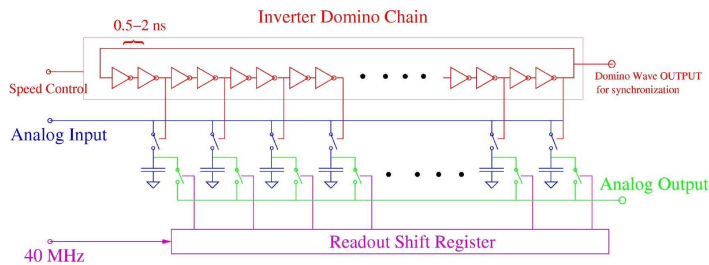 Inverter Domino Chain
0.5−2 ns
Speed Control
Domino Wave OUTPUT
for synchronization
Analog Input
Analog Output
Readout Shift Register
40 MHz